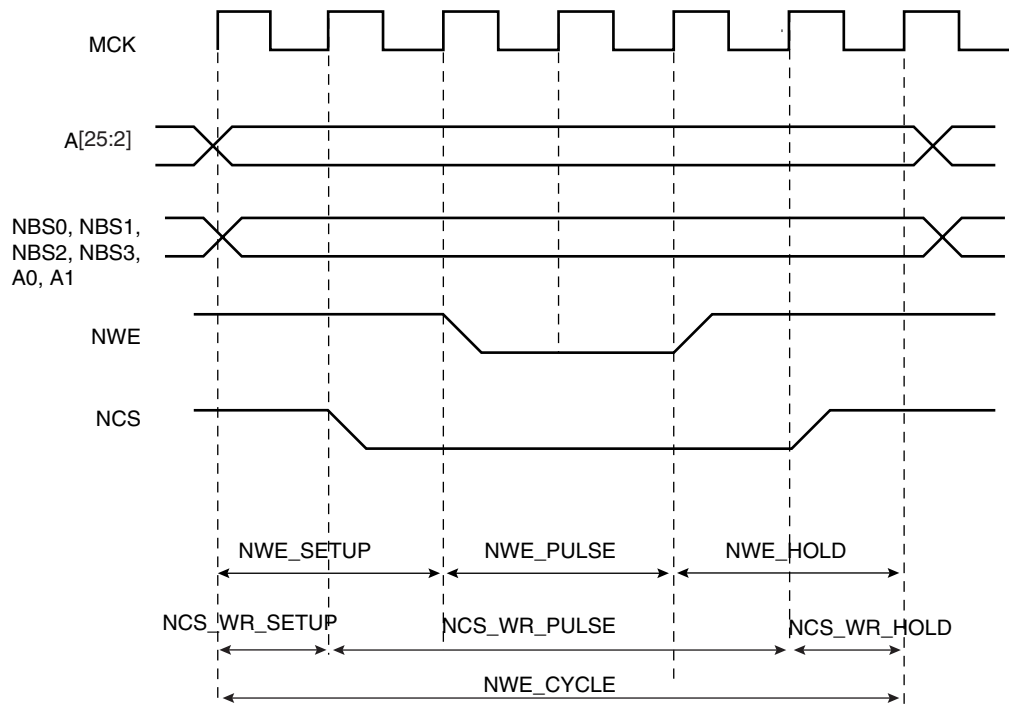 MCK
A[25:2]
NBS0, NBS1,
NBS2, NBS3,
A0, A1
NWE
NCS
NWE_SETUP NWE_PULSE NWE_HOLD
NCS_WR_SETUP NCS_WR_PULSE NCS_WR_HOLD
NWE_CYCLE